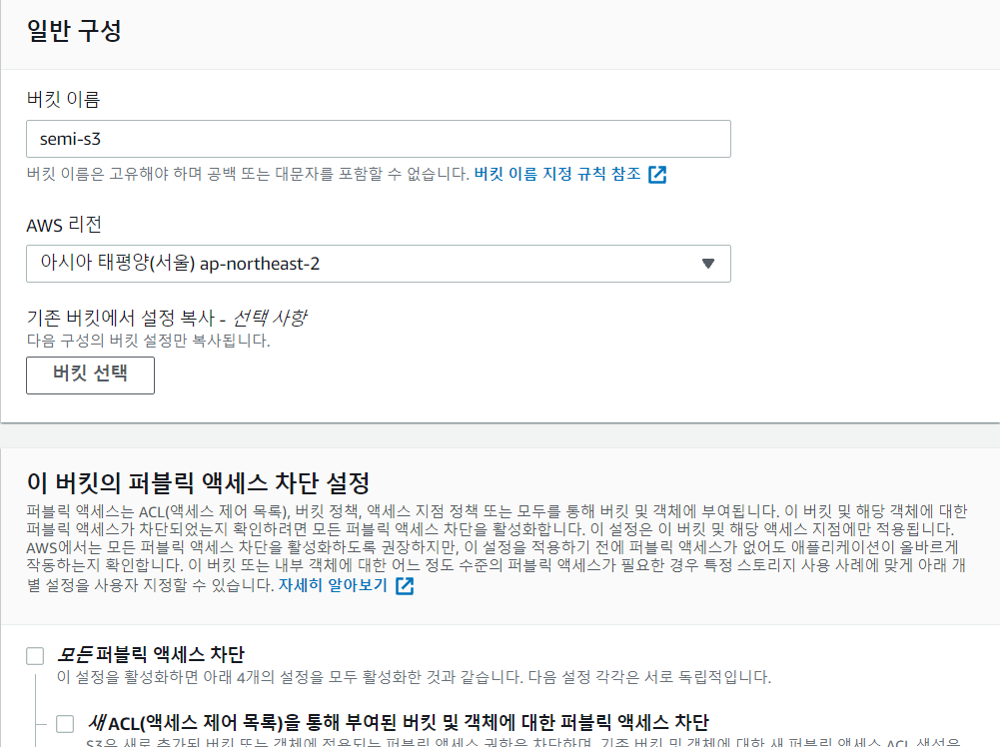 일반 구성
버킷 이름
semi-s3
버킷 이름은 고유해야 하며 공백 또는 대문자를 포함할 수 없습니다. 버킷 이름 지정 규칙 참조
AWS 리전
아시아 태평양(서울) ap-northeast-2
기존 버킷에서 설정 복사 - 선택 사항
다음 구성의 버킷 설정만 복사됩니다.
버킷 선택
이 버킷의 퍼블릭 액세스 차단 설정
퍼블릭 액세스는 ACL(액세스 제어 목록), 버킷 정책, 액세스 지점 정책 또는 모두를 통해 버킷 및 객체에 부여됩니다. 이 버킷 및 해당 객체에 대한
퍼블릭 액세스가 차단되었는지 확인하려면 모든 퍼블릭 액세스 차단을 활성화합니다. 이 설정은 이 버킷 및 해당 액세스 지점에만 적용됩니다.
AWS에서는 모든 퍼블릭 액세스 차단을 활성화하도록 권장하지만, 이 설정을 적용하기 전에 퍼블릭 액세스가 없어도 애플리케이션이 올바르게
작동하는지 확인합니다. 이 버킷 또는 내부 객체에 대한 어느 정도 수준의 퍼블릭 액세스가 필요한 경우 특정 스토리지 사용 사례에 맞게 아래 개
별 설정을 사용자 지정할 수 있습니다. 자세히 알아보기
모든 퍼블릭 액세스 차단
이 설정을 활성화하면 아래 4개의 설정을 모두 활성화한 것과 같습니다. 다음 설정 각각은 서로 독립적입니다.
새 ACL(액세스 제어 목록)을 통해 부여된 버킷 및 객체에 대한 퍼블릭 액세스 차단
S3은 새로 추가된 버킷 또는 객체에 적용되는 퍼블릭 액세스 권한을 차단하며, 기존 버킷 및 객체에 대한 새 퍼블릭 액세스 ACL 생성을